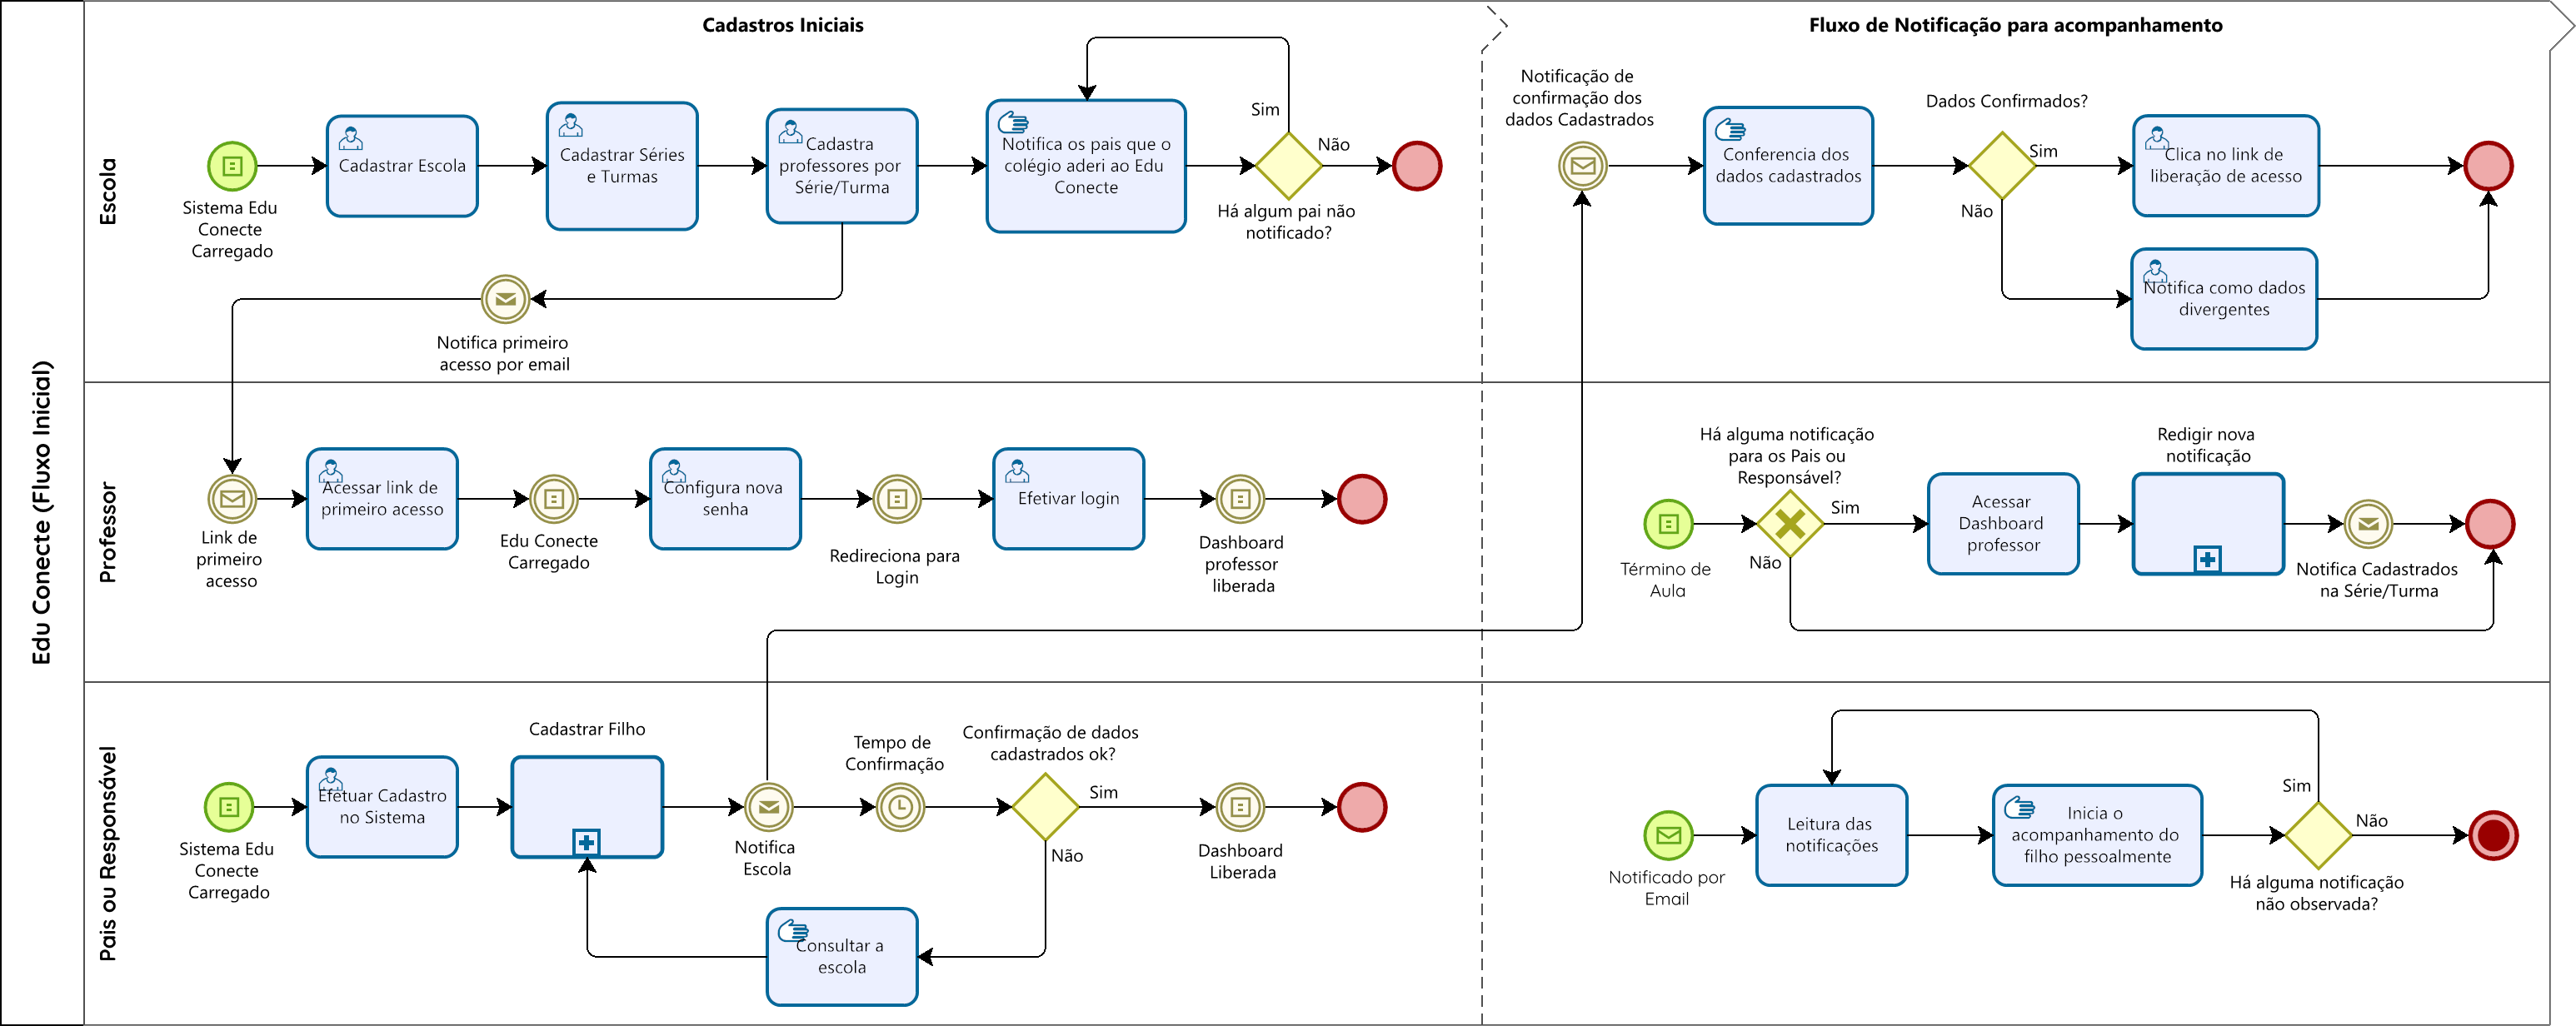 Edu Conecte (Fluxo Inicial)
Cadastros Iniciais
Fluxo de Notificação para acompanhamento
Escola
Sistema Edu
Conecte
Carregado
Cadastrar Escola
Cadastrar Séries
e Turmas
Cadastra
professores por
Série/Turma
Notifica os pais que o
colégio aderi ao Edu
Conecte
Sim
Não
Há algum pai não
notificado?
Notifica primeiro
acesso por email
Notificação de
confirmação dos
dados Cadastrados
Conferencia dos
dados cadastrados
Dados Confirmados?
Sim
Não
Clica no link de
liberação de acesso
Notifica como dados
divergentes
Professor
Link de
primeiro
acesso
Acessar link de
primeiro acesso
Edu Conecte
Carregado
Configura nova
senha
Redireciona para
Login
Efetivar login
Dashboard
professor
liberada
Término de
Aula
Há alguma notificação
para os Pais ou
Responsável?
Sim
Não
Acessar
Dashboard
professor
Redigir nova
notificação
Notifica Cadastrados
na Série/Turma
Pais ou Responsável
Sistema Edu
Conecte
Carregado
Efetuar Cadastro
no Sistema
Cadastrar Filho
Notifica
Escola
Tempo de
Confirmação
Confirmação de dados
cadastrados ok?
Sim
Não
Dashboard
Liberada
Consultar a
escola
Notificado por
Email
Leitura das
notificações
Inicia o
acompanhamento do
filho pessoalmente
Sim
Não
Há alguma notificação
não observada?